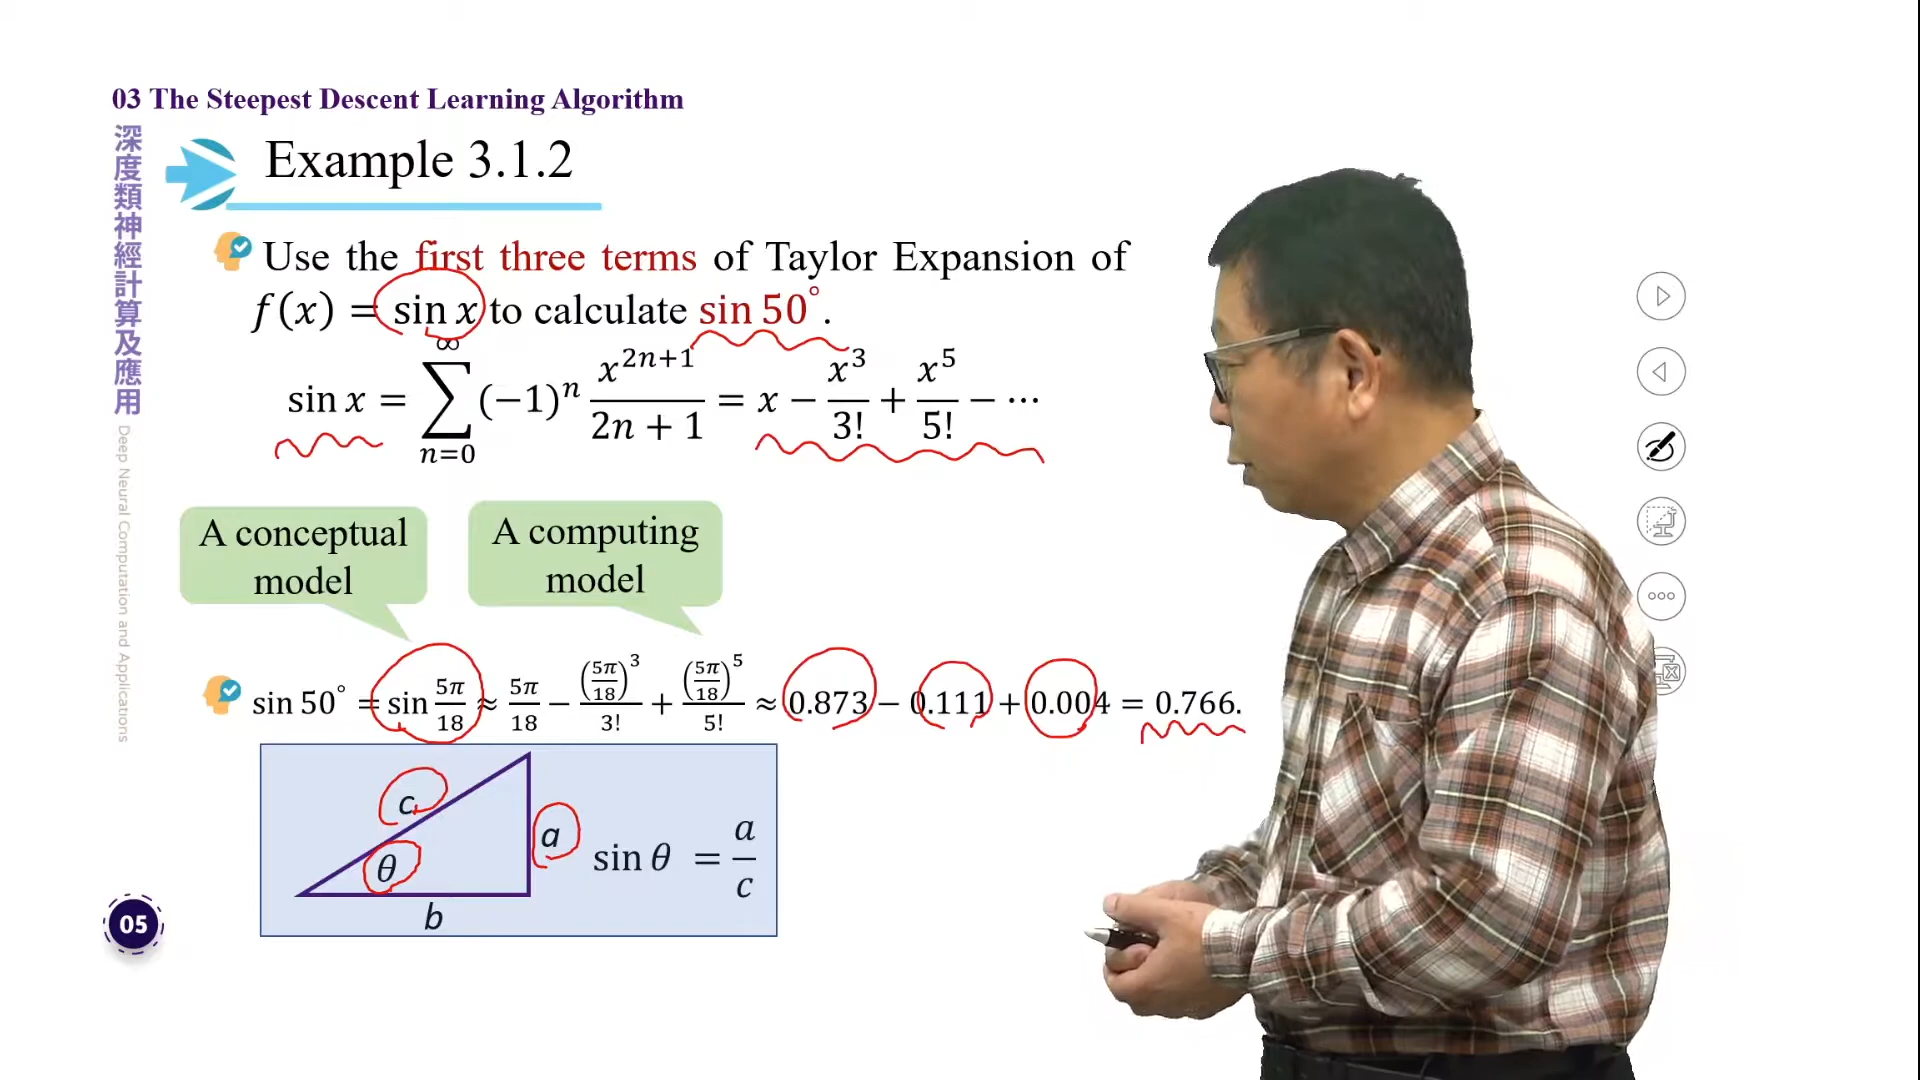 03 The Steepest Descent Learning Algorithm
深度類神經計算及應用
Deep Neural Computation and Applications
Example 3.1.2
Use the first three terms of Taylor Expansion of
f(x) = sin x to calculate sin 50°.
sin x = ∑_{n=0}^{∞} (−1)^n x^{2n+1}/(2n + 1) = x − x^3/3! + x^5/5! − ⋯
A conceptual
model
A computing
model
sin 50° = sin 5π/18 ≈ 5π/18 − (5π/18)^3/3! + (5π/18)^5/5! ≈ 0.873 − 0.111 + 0.004 = 0.766.
c
θ
a
b
sin θ = a/c
05